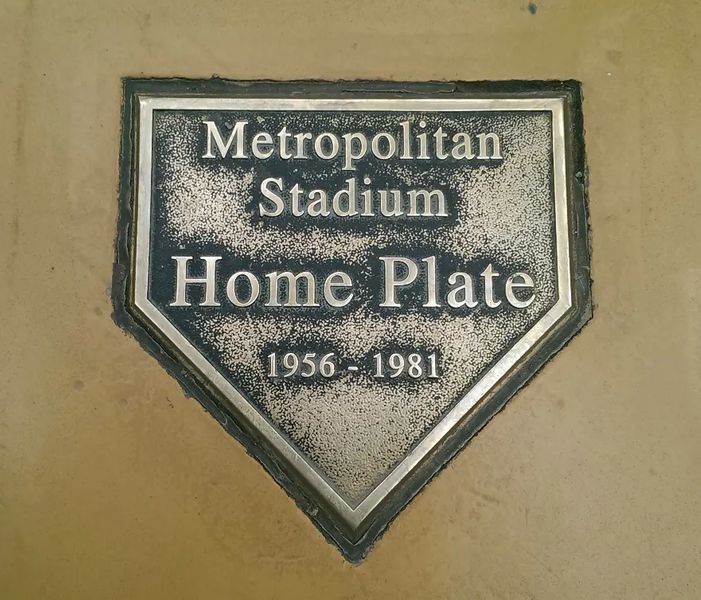 Metropolitan
Stadium
Home Plate
1956 - 1981